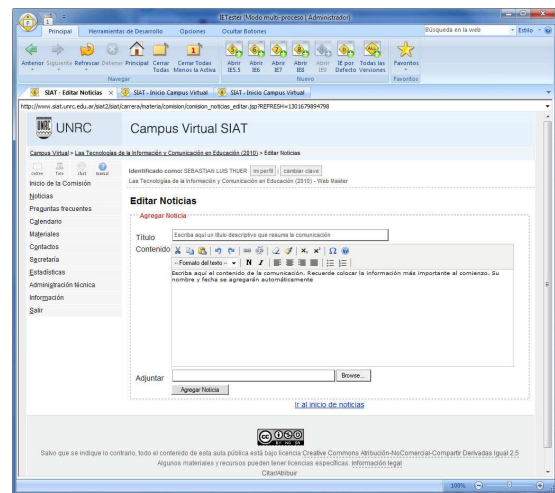 IETester (Modo multi-proceso | Administrador)
Principal Herramientas de Desarrollo Opciones Ocultar Botones Búsqueda en la web Estilo
Anterior Siguiente Refrescar Detener Principal Cerrar Todas Cerrar Todas Menos la Activa Abrir IE5.5 Abrir IE6 Abrir IE7 Abrir IE8 Abrir IE9 IE por Defecto Todas las Versiones Favoritos
Navegar Nuevo Favoritos
SIAT - Editar Noticias SIAT - Inicio Campus Virtual SIAT - Inicio Campus Virtual
http://www.siat.unrc.edu.ar/siat2/siat/carrera/materia/comision/comision_noticias_editar.jsp?REFRESH=1301679894798
UNRC Campus Virtual SIAT
Campus Virtual > Las Tecnologías de la Información y Comunicación en Educación (2010) > Editar Noticias
correo foro chat manual
Identificado como: SEBASTIAN LUIS THUER mi perfil | cambiar clave
Las Tecnologías de la Información y Comunicación en Educación (2010) - Web Master
Inicio de la Comisión
Noticias
Preguntas frecuentes
Calendario
Materiales
Contactos
Secretaría
Estadísticas
Administración técnica
Información
Salir
Editar Noticias
Agregar Noticia
Título Escriba aquí un título descriptivo que resuma la comunicación
Contenido
-- Formato del texto --
N I
Escriba aquí el contenido de la comunicación. Recuerde colocar la información más importante al comienzo. Su
nombre y fecha se agregarán automáticamente
Adjuntar Browse...
Agregar Noticia
Ir al inicio de noticias
Salvo que se indique lo contrario, todo el contenido de esta aula pública está bajo licencia Creative Commons Atribución-NoComercial-Compartir Derivadas Igual 2.5
Algunos materiales y recursos pueden tener licencias específicas. Información legal
Citar/Atribuir
100%